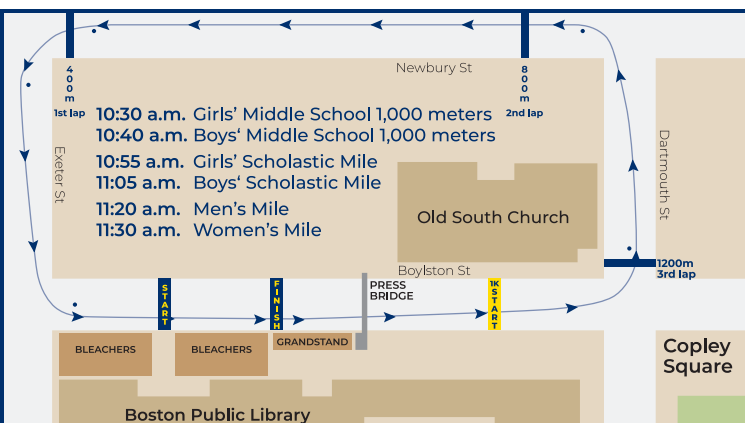 400m
1st lap
800m
2nd lap
Newbury St
10:30 a.m. Girls' Middle School 1,000 meters
10:40 a.m. Boys' Middle School 1,000 meters
10:55 a.m. Girls' Scholastic Mile
11:05 a.m. Boys' Scholastic Mile
11:20 a.m. Men's Mile
11:30 a.m. Women's Mile
Exeter St
Dartmouth St
Old South Church
Boylston St
1200m
3rd lap
START
FINISH
PRESS
BRIDGE
1K START
BLEACHERS
BLEACHERS
GRANDSTAND
Copley
Square
Boston Public Library